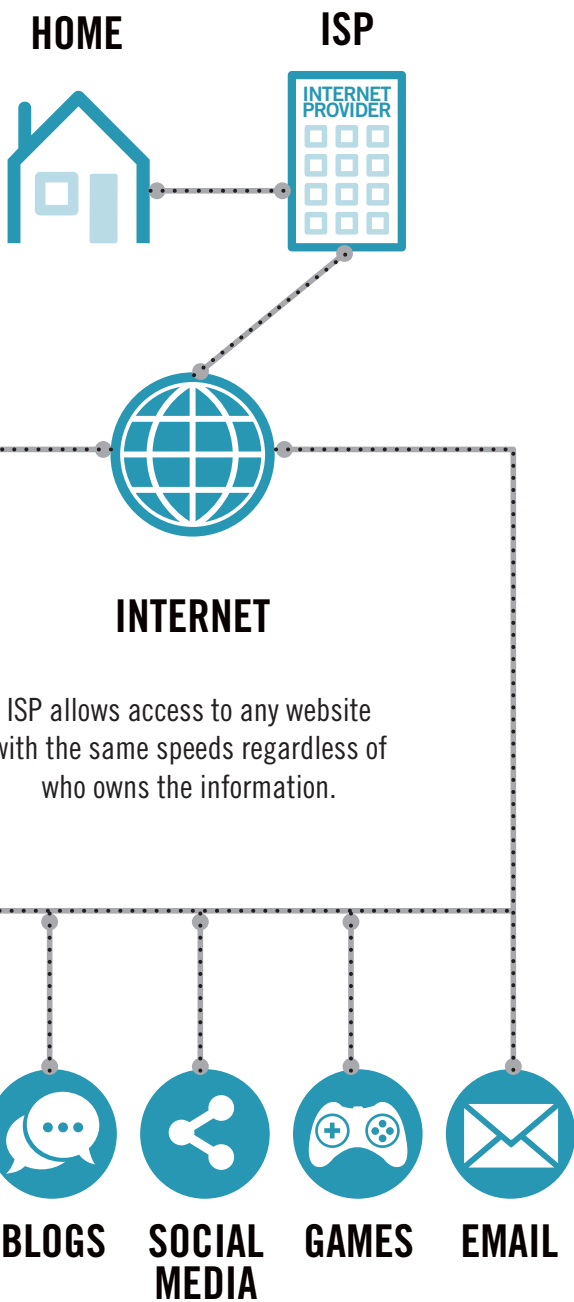 HOME
ISP
INTERNET
PROVIDER
INTERNET
ISP allows access to any website
with the same speeds regardless of
who owns the information.
BLOGS
SOCIAL
MEDIA
GAMES
EMAIL